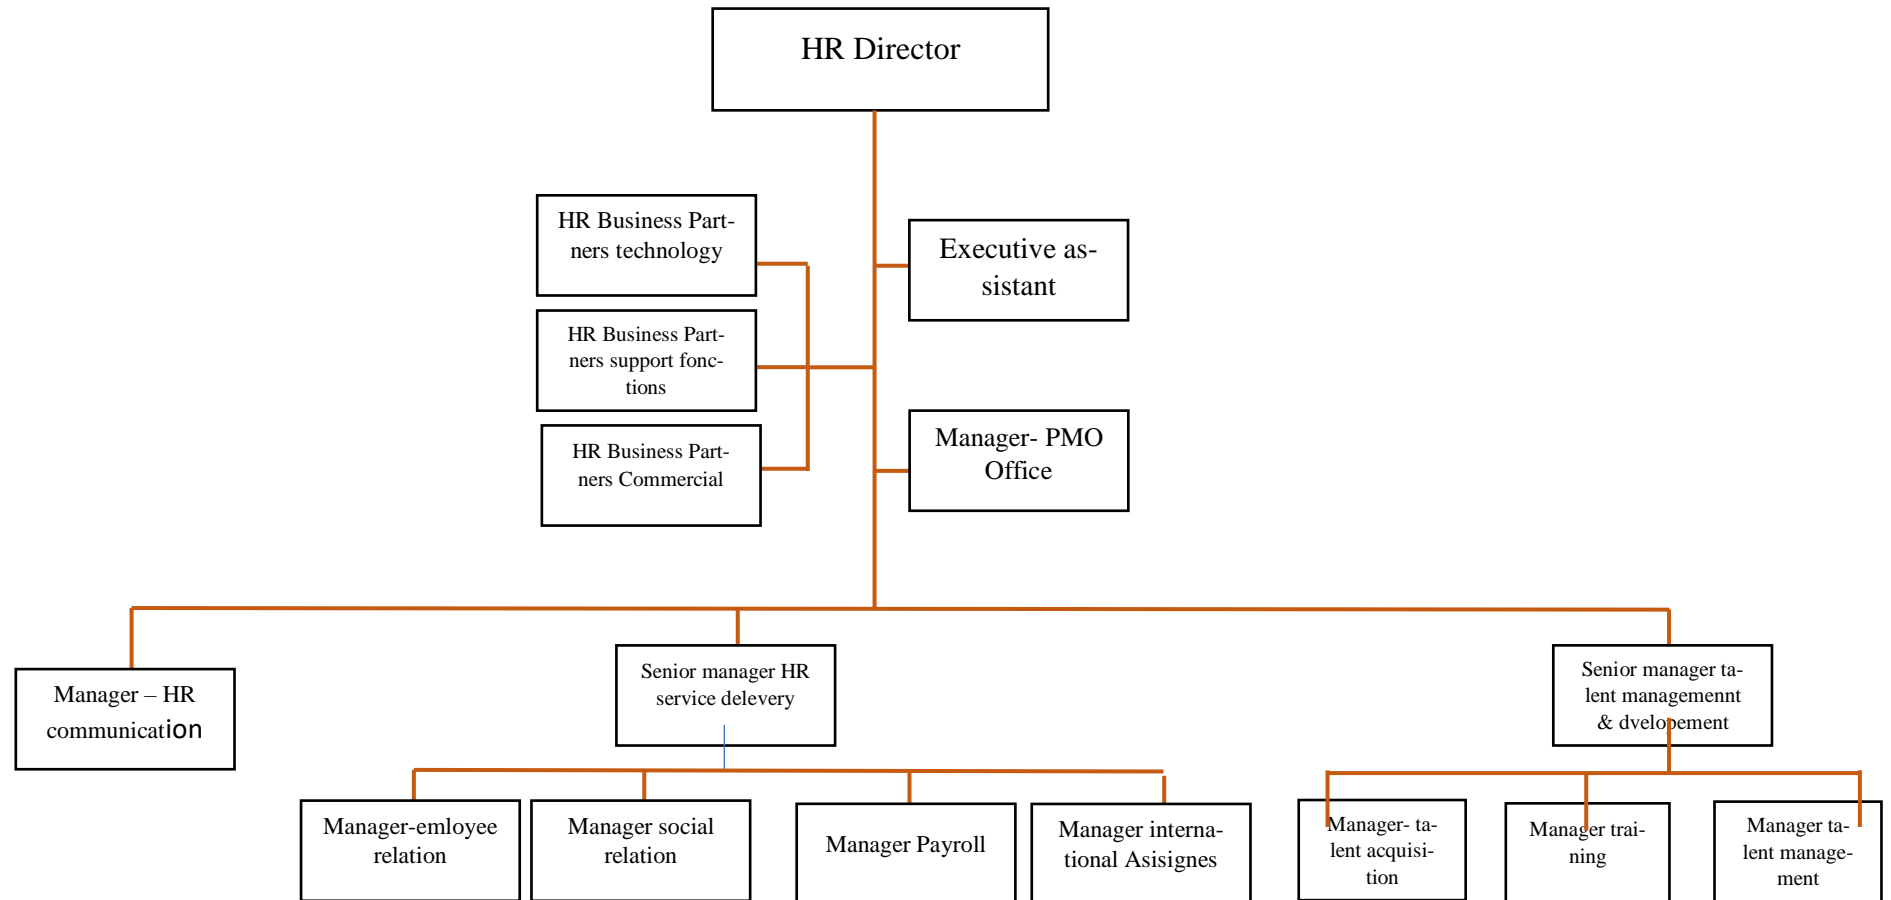 HR Director
HR Business Part-
ners technology
Executive as-
sistant
HR Business Part-
ners support fonc-
tions
Manager- PMO
Office
HR Business Part-
ners Commercial
Manager – HR
communication
Senior manager HR
service delevery
Senior manager ta-
lent managemennt
& dvelopement
Manager-emloyee
relation
Manager social
relation
Manager Payroll
Manager interna-
tional Asisignes
Manager- ta-
lent acquisi-
tion
Manager trai-
ning
Manager ta-
lent manage-
ment